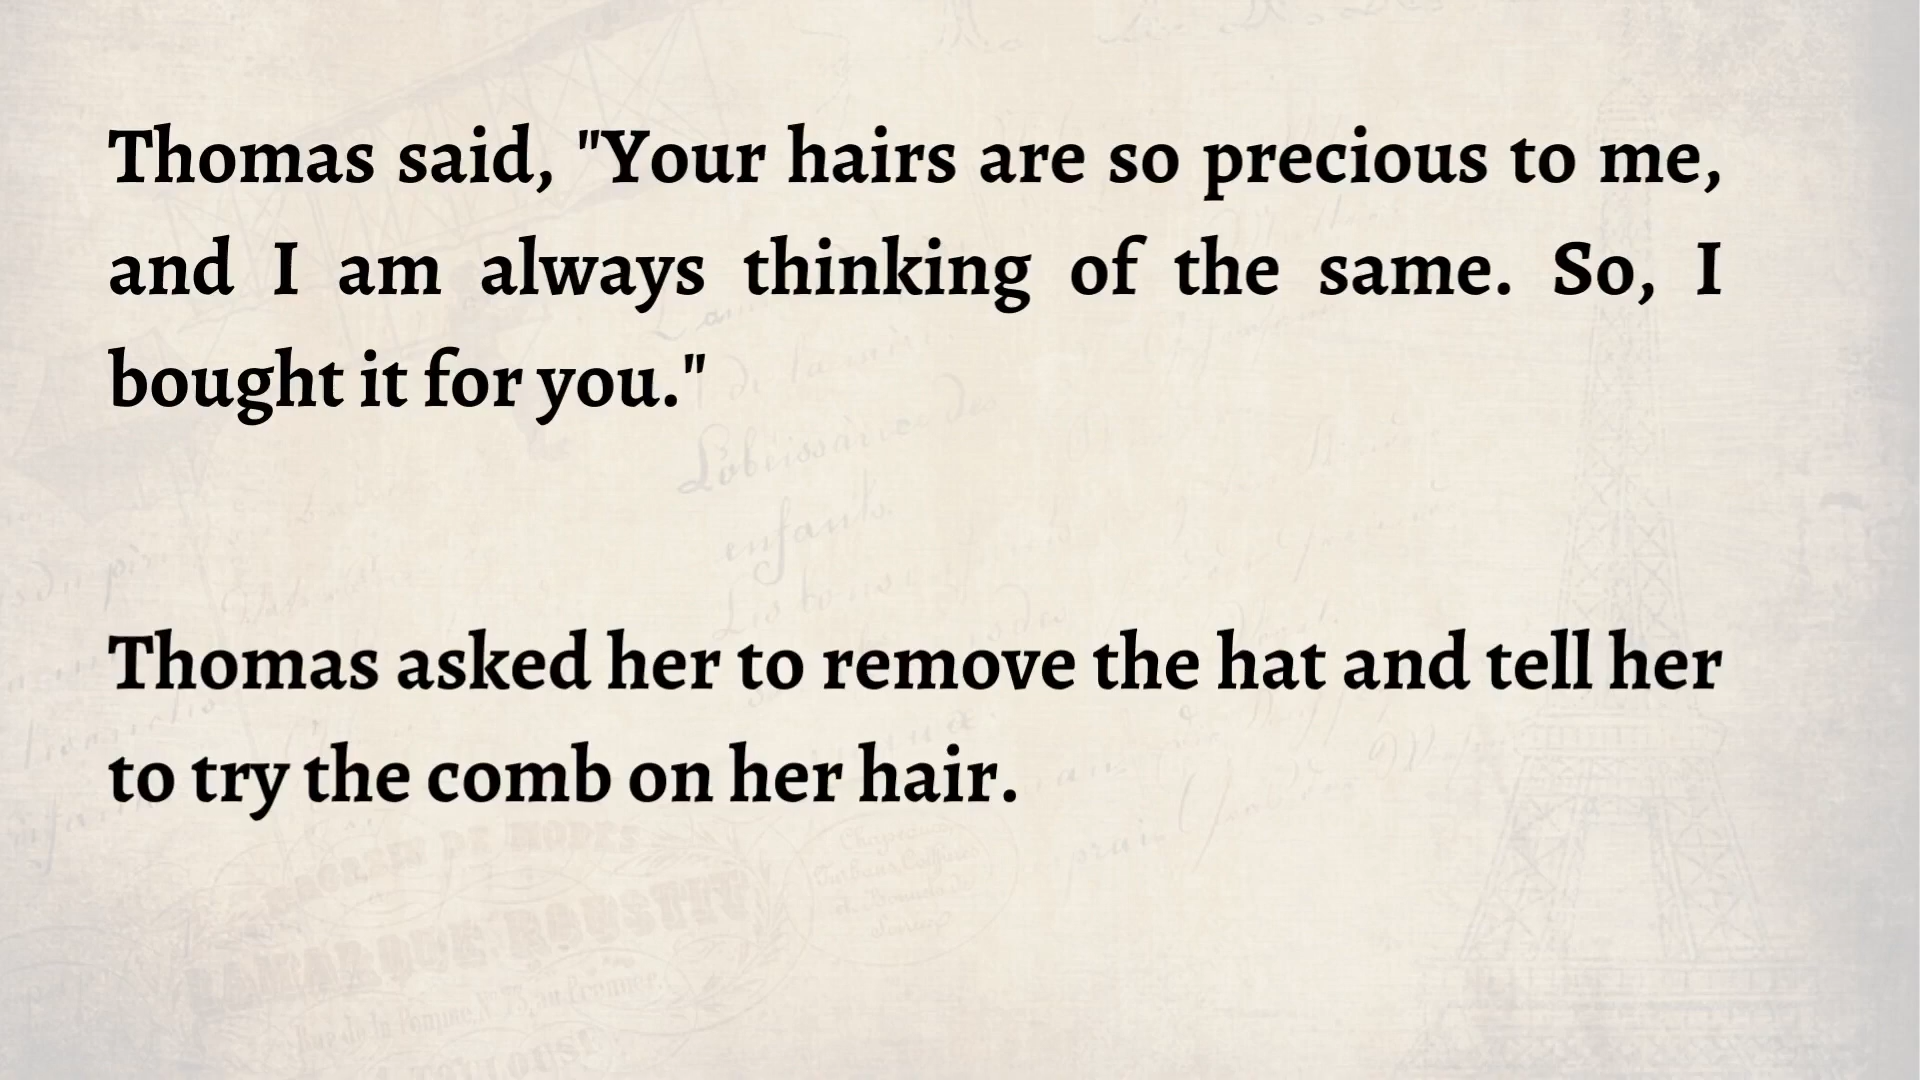 Thomas said, "Your hairs are so precious to me,
and I am always thinking of the same. So, I
bought it for you."
Thomas asked her to remove the hat and tell her
to try the comb on her hair.